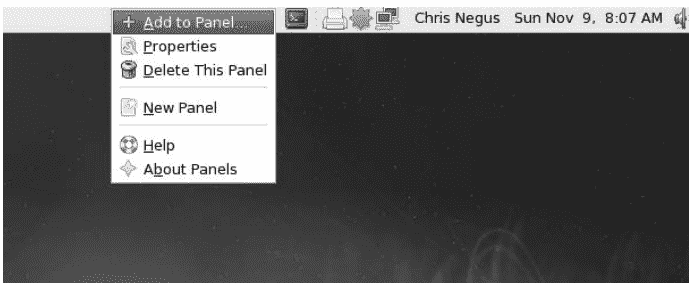 Add to Panel...
Chris Negus Sun Nov 9, 8:07 AM
Properties
Delete This Panel
New Panel
Help
About Panels